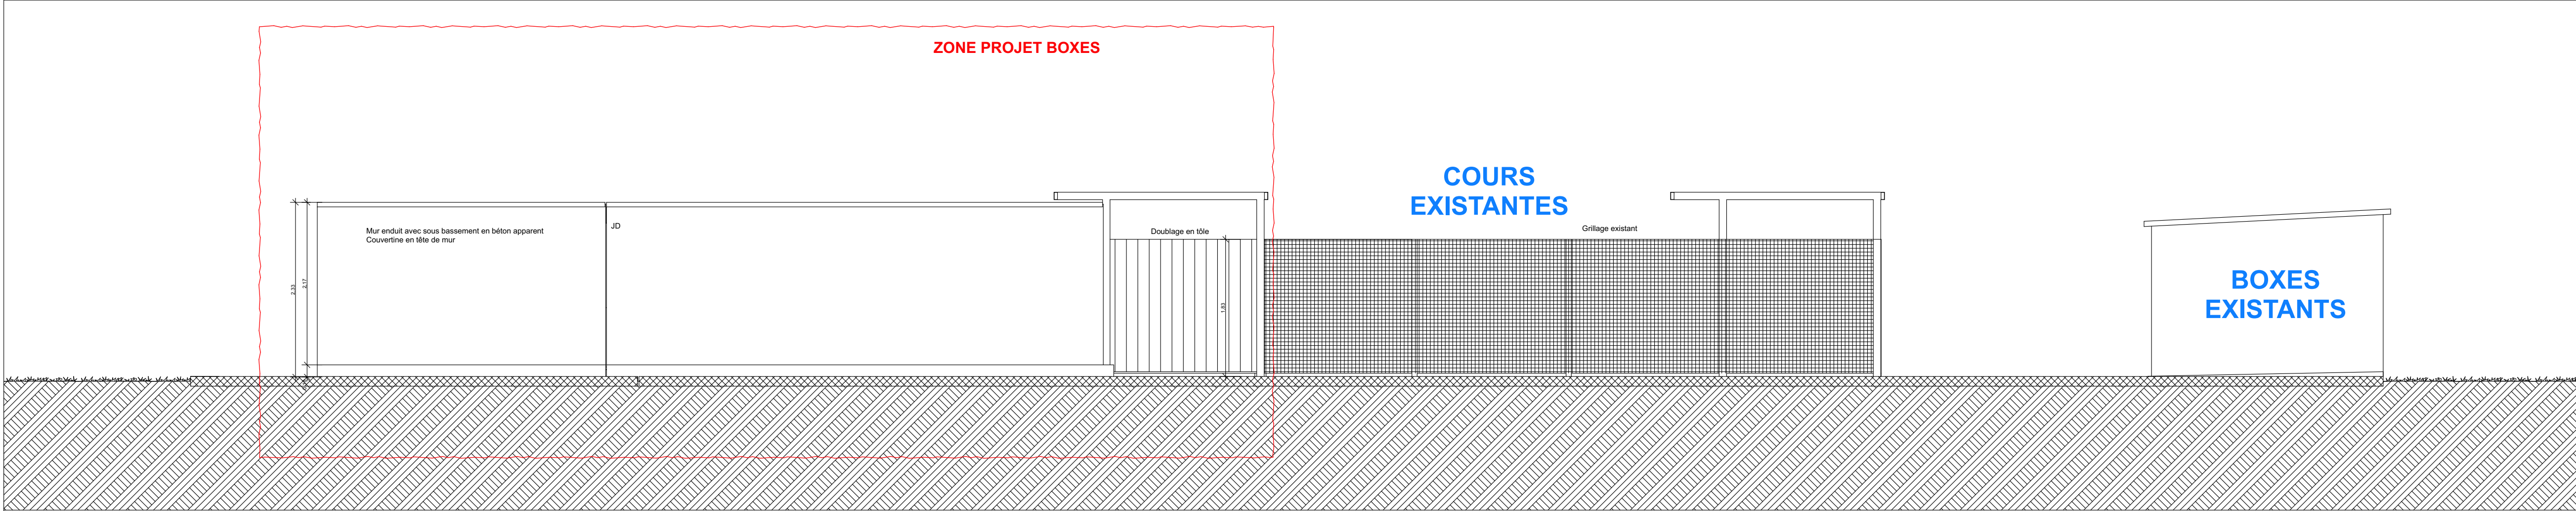 ZONE PROJET BOXES
COURS
EXISTANTES
Mur enduit avec sous bassement en béton apparent
Couvertine en tête de mur
JD
Doublage en tôle
Grillage existant
BOXES
EXISTANTS
2.33
2.17
1.83